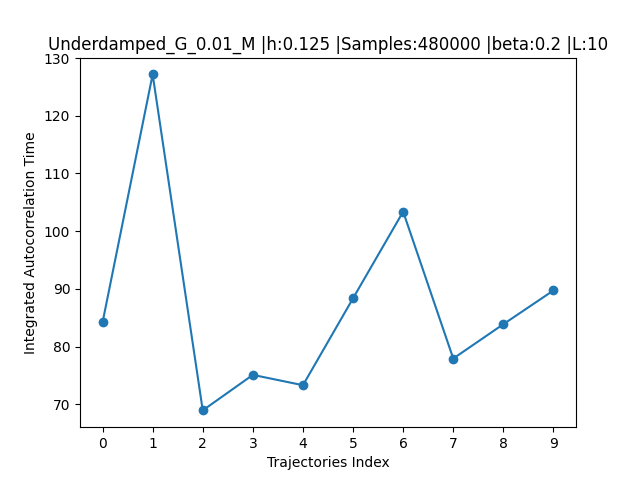 Underdamped_G_0.01_M |h:0.125 |Samples:480000 |beta:0.2 |L:10
Integrated Autocorrelation Time
130
120
110
100
90
80
70
0 1 2 3 4 5 6 7 8 9
Trajectories Index